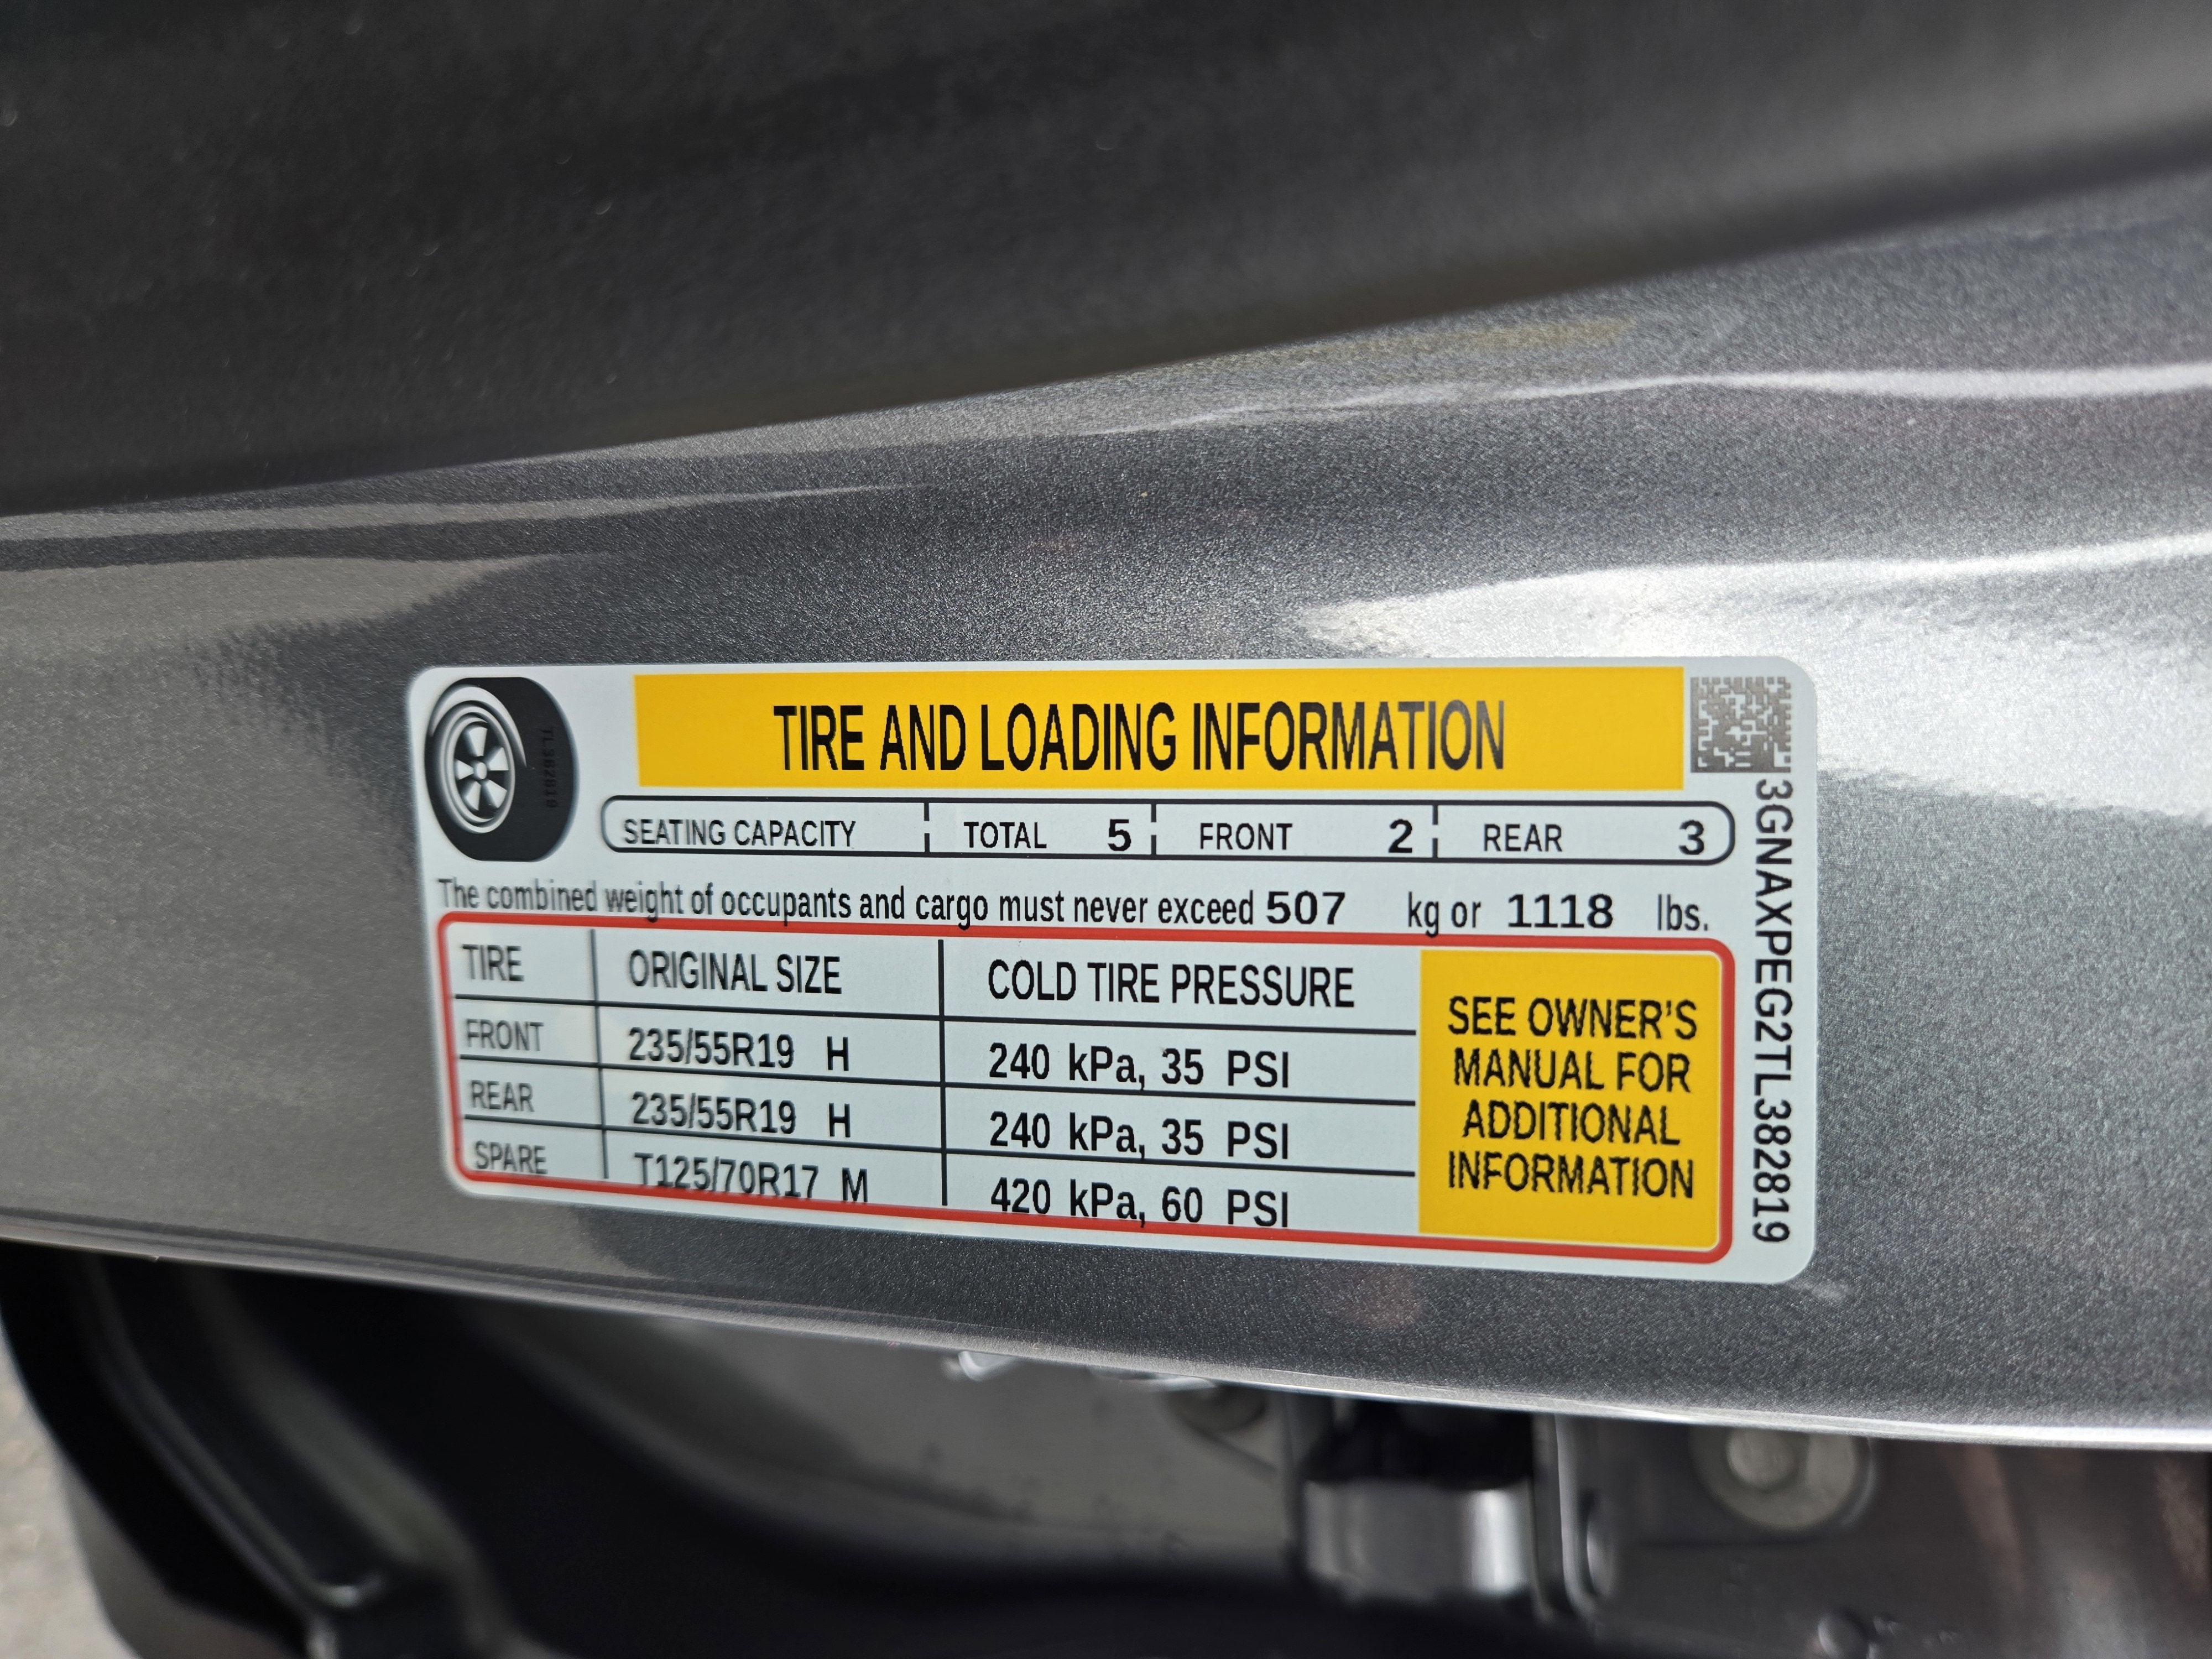 TIRE AND LOADING INFORMATION
SEATING CAPACITY TOTAL 5 FRONT 2 REAR 3
The combined weight of occupants and cargo must never exceed 507 kg or 1118 lbs.
TIRE ORIGINAL SIZE COLD TIRE PRESSURE
FRONT 235/55R19 H 240 kPa, 35 PSI
REAR 235/55R19 H 240 kPa, 35 PSI
SPARE T125/70R17 M 420 kPa, 60 PSI
SEE OWNER'S
MANUAL FOR
ADDITIONAL
INFORMATION
3GNAXPEG2TL382819
TL382819